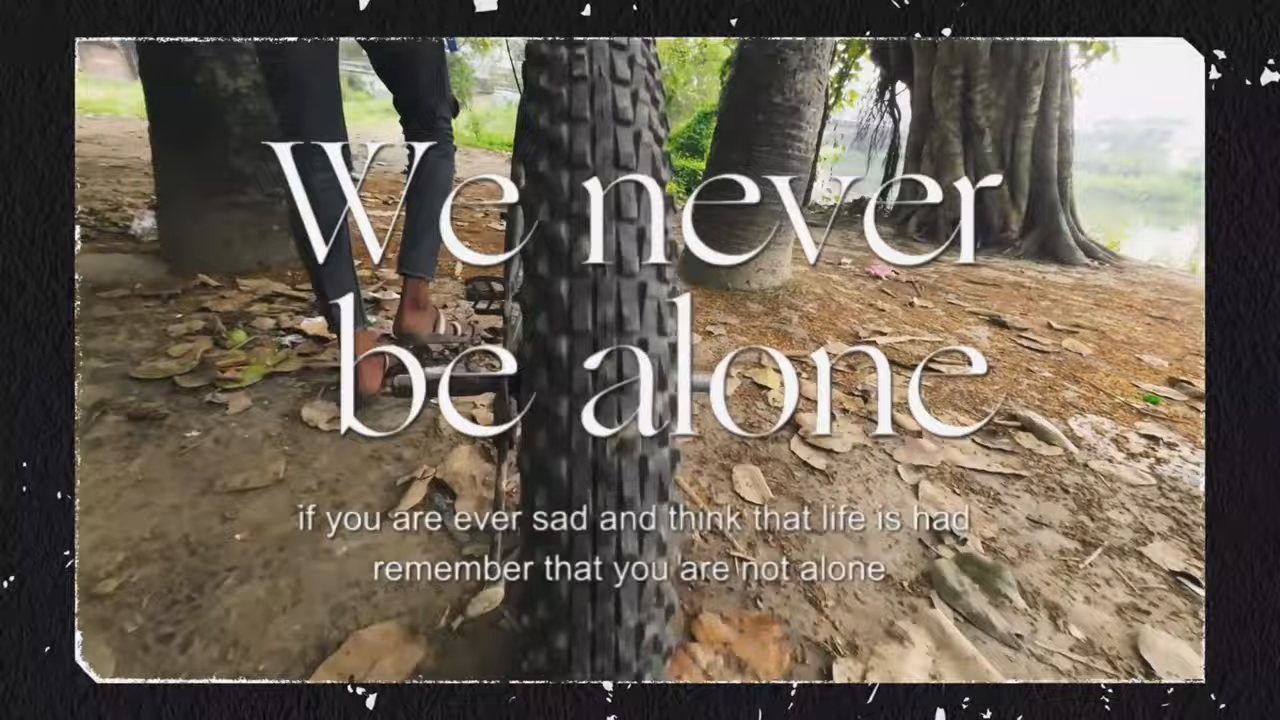 We never
be alone
if you are ever sad and think that life is had
remember that you are not alone